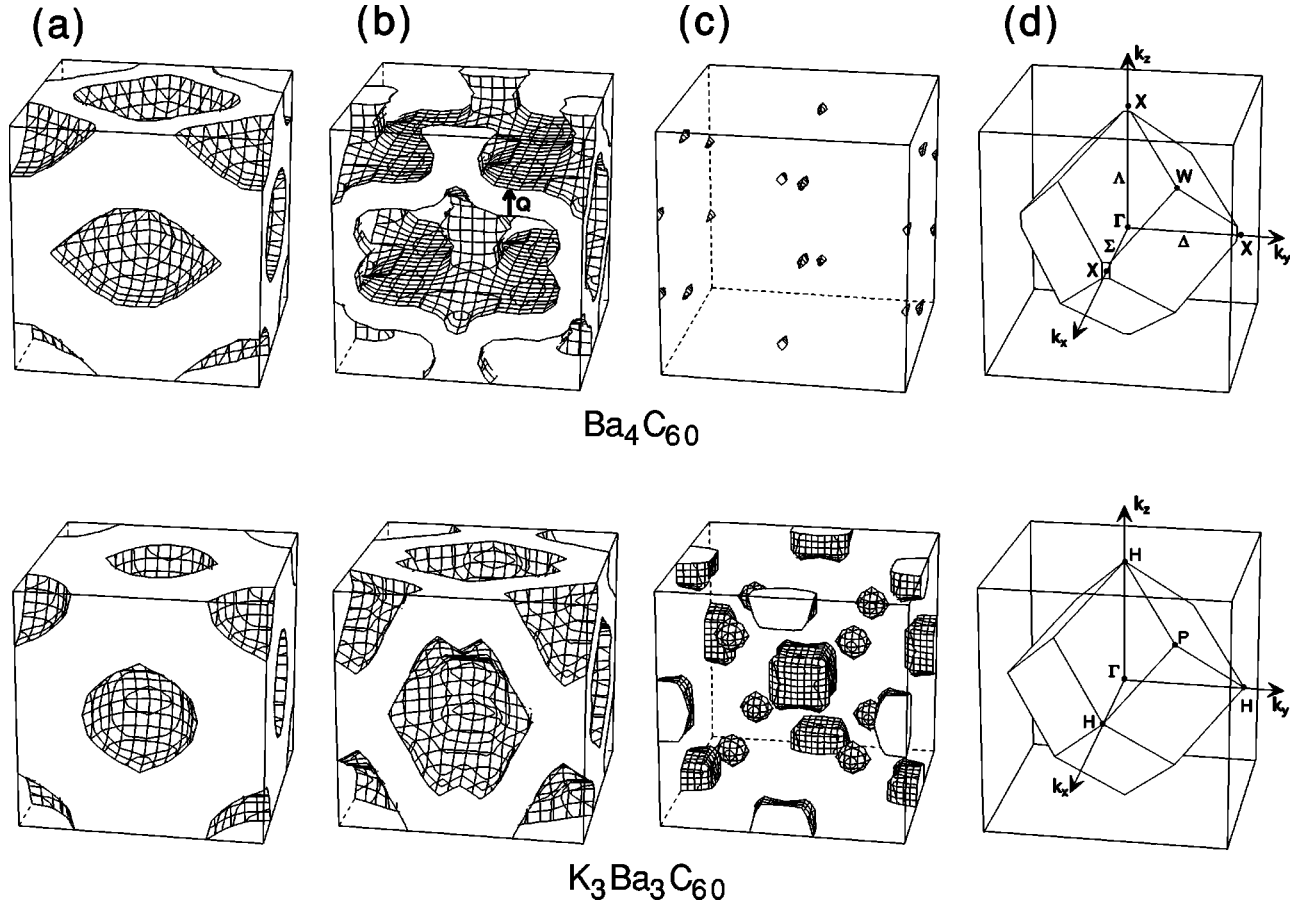 (a) (b) (c) (d)
k_z
X
W
Λ
Q
Γ
Σ
Δ
X
X
k_y
k_x
Ba₄C₆₀
k_z
H
P
Γ
H
H
k_y
k_x
K₃Ba₃C₆₀